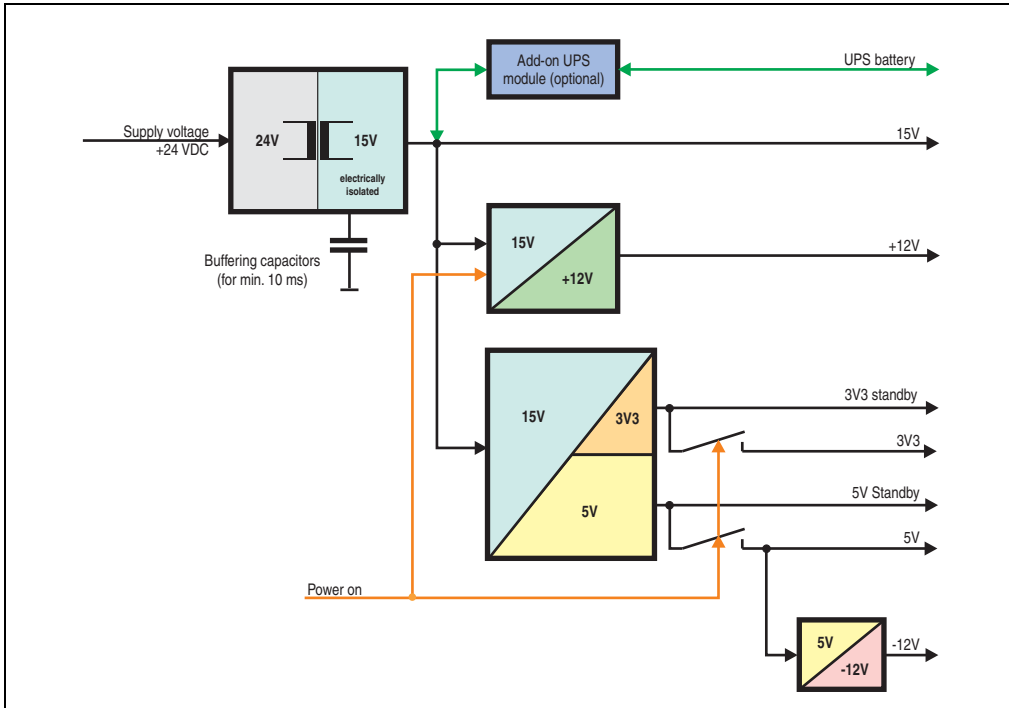 Add-on UPS
module (optional)
UPS battery
Supply voltage
+24 VDC
24V
15V
electrically
isolated
15V
Buffering capacitors
(for min. 10 ms)
15V
+12V
+12V
15V
3V3
5V
3V3 standby
3V3
5V Standby
5V
Power on
5V
-12V
-12V